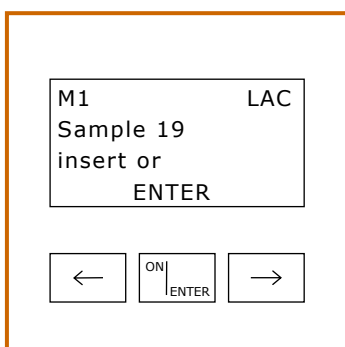 M1 LAC
Sample 19
insert or
ENTER
← ON ENTER →